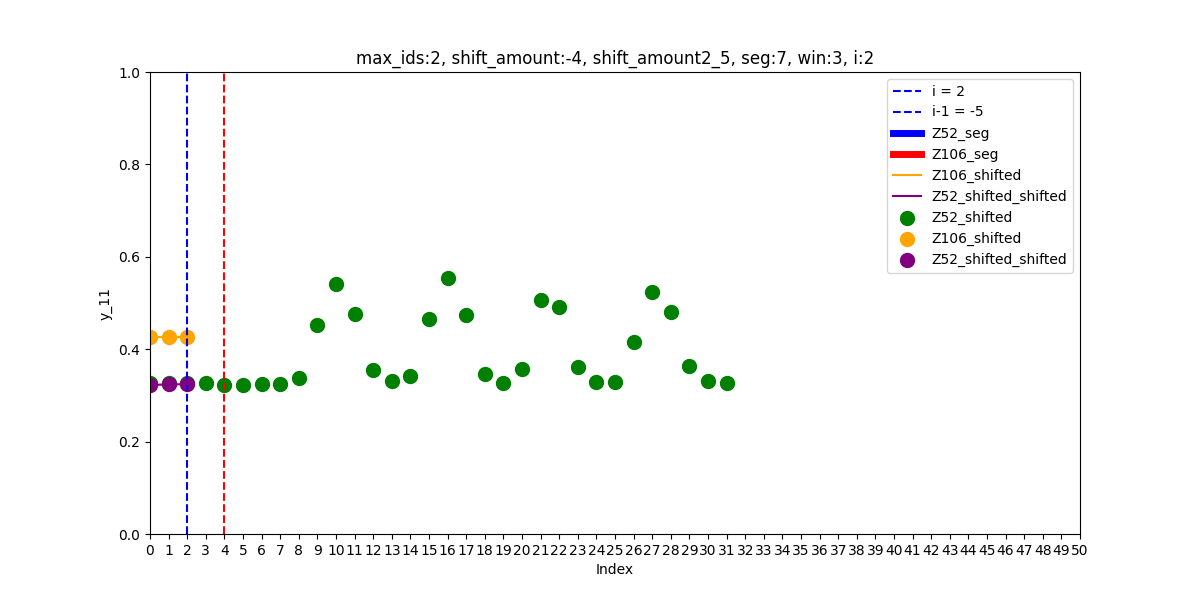 max_ids:2, shift_amount:-4, shift_amount2_5, seg:7, win:3, i:2
i = 2
i-1 = -5
Z52_seg
Z106_seg
Z106_shifted
Z52_shifted_shifted
Z52_shifted
Z106_shifted
Z52_shifted_shifted
y_11
1.0
0.8
0.6
0.4
0.2
0.0
0 1 2 3 4 5 6 7 8 9 10 11 12 13 14 15 16 17 18 19 20 21 22 23 24 25 26 27 28 29 30 31 32 33 34 35 36 37 38 39 40 41 42 43 44 45 46 47 48 49 50
Index